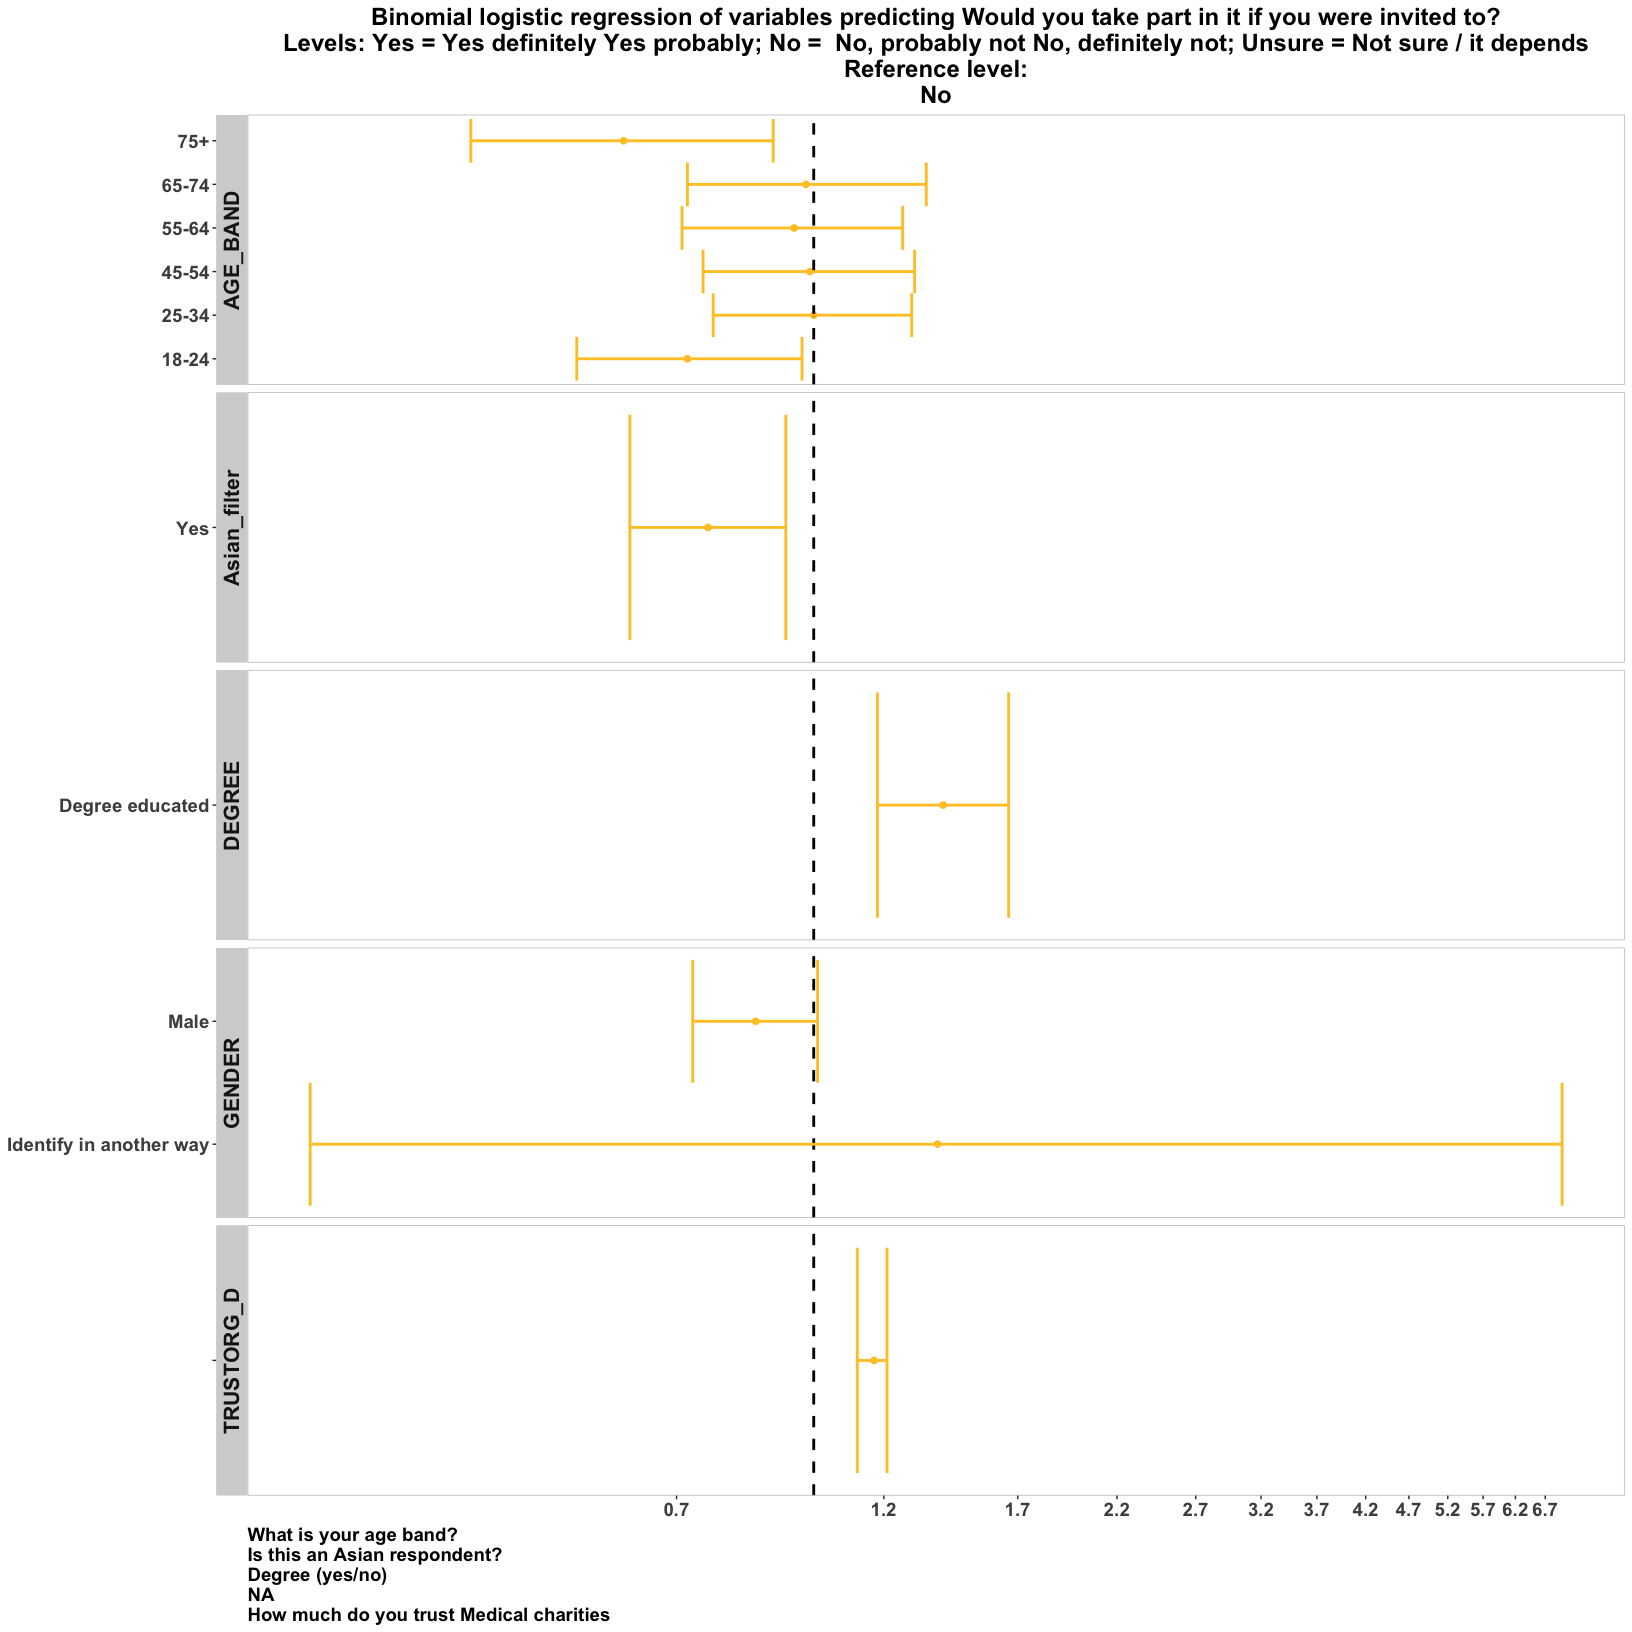 Binomial logistic regression of variables predicting Would you take part in it if you were invited to?
Levels: Yes = Yes definitely Yes probably; No =  No, probably not No, definitely not; Unsure = Not sure / it depends
Reference level:
No
AGE_BAND
75+
65-74
55-64
45-54
25-34
18-24
Asian_filter
Yes
DEGREE
Degree educated
GENDER
Male
Identify in another way
TRUSTORG_D
0.7 1.2 1.7 2.2 2.7 3.2 3.7 4.2 4.7 5.2 5.7 6.2 6.7
What is your age band?
Is this an Asian respondent?
Degree (yes/no)
NA
How much do you trust Medical charities